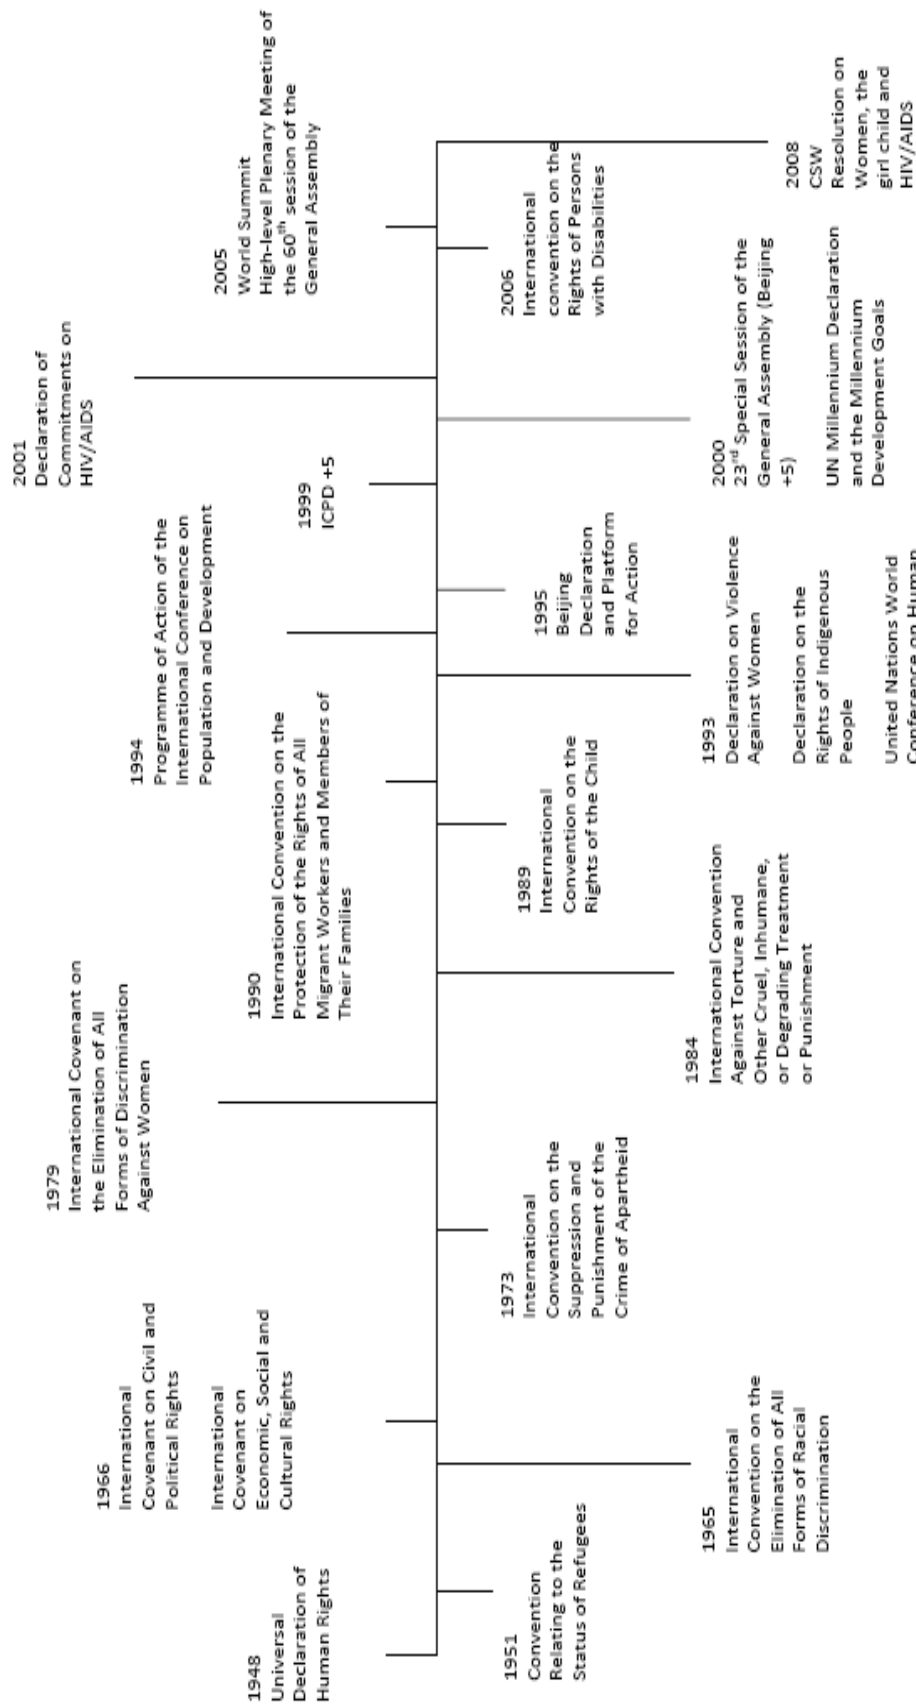 1948
Universal
Declaration of
Human Rights
1951
Convention
Relating to the
Status of Refugees
1965
International
Convention on the
Elimination of All
Forms of Racial
Discrimination
1966
International
Covenant on Civil and
Political Rights
International
Covenant on
Economic, Social and
Cultural Rights
1973
International
Convention on the
Suppression and
Punishment of the
Crime of Apartheid
1979
International Covenant on
the Elimination of All
Forms of Discrimination
Against Women
1984
International Convention
Against Torture and
Other Cruel, Inhumane,
or Degrading Treatment
or Punishment
1989
International
Convention on the
Rights of the Child
1990
International Convention on the
Protection of the Rights of All
Migrant Workers and Members of
Their Families
1993
Declaration on Violence
Against Women
Declaration on the
Rights of Indigenous
People
United Nations World
Conference on Human
1994
Programme of Action of the
International Conference on
Population and Development
1995
Beijing
Declaration
and Platform
for Action
1999
ICPD +5
2000
23rd Special Session of the
General Assembly (Beijing
+5)
UN Millennium Declaration
and the Millennium
Development Goals
2001
Declaration of
Commitments on
HIV/AIDS
2005
World Summit
High-level Plenary Meeting of
the 60th session of the
General Assembly
2006
International
convention on the
Rights of Persons
with Disabilities
2008
CSW
Resolution on
Women, the
girl child and
HIV/AIDS